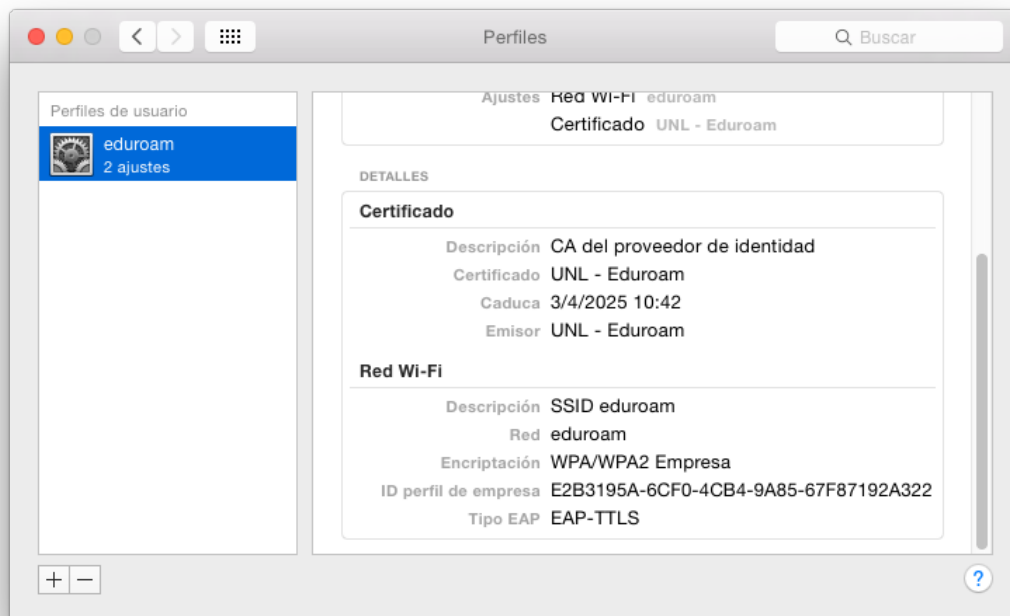 Perfiles
Buscar
Perfiles de usuario
eduroam
2 ajustes
Ajustes Red Wi-Fi eduroam
Certificado UNL - Eduroam
DETALLES
Certificado
Descripción CA del proveedor de identidad
Certificado UNL - Eduroam
Caduca 3/4/2025 10:42
Emisor UNL - Eduroam
Red Wi-Fi
Descripción SSID eduroam
Red eduroam
Encriptación WPA/WPA2 Empresa
ID perfil de empresa E2B3195A-6CF0-4CB4-9A85-67F87192A322
Tipo EAP EAP-TTLS
+ −
?